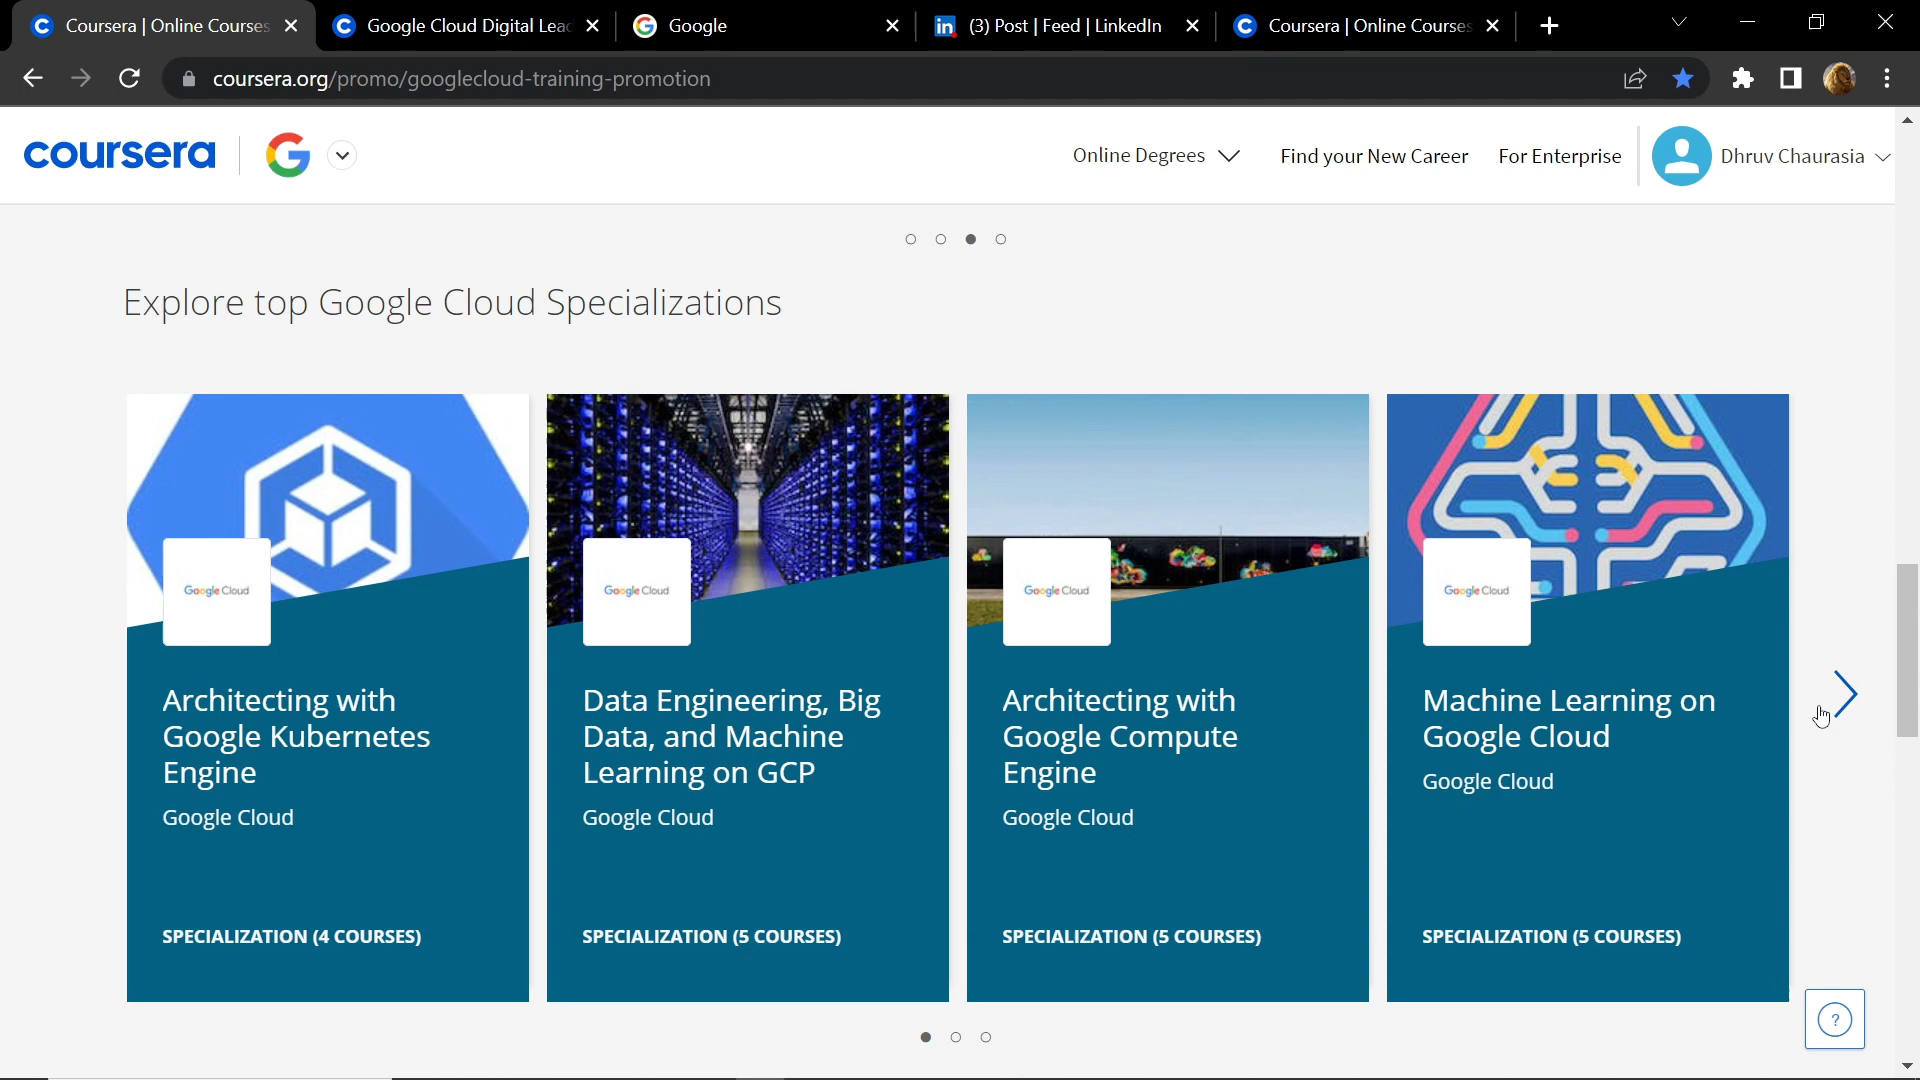 Coursera | Online Courses
Google Cloud Digital Lead
Google
(3) Post | Feed | LinkedIn
Coursera | Online Courses
coursera.org/promo/googlecloud-training-promotion
coursera
Online Degrees
Find your New Career
For Enterprise
Dhruv Chaurasia
Explore top Google Cloud Specializations
Google Cloud
Google Cloud
Google Cloud
Google Cloud
Architecting with
Google Kubernetes
Engine
Google Cloud
SPECIALIZATION (4 COURSES)
Data Engineering, Big
Data, and Machine
Learning on GCP
Google Cloud
SPECIALIZATION (5 COURSES)
Architecting with
Google Compute
Engine
Google Cloud
SPECIALIZATION (5 COURSES)
Machine Learning on
Google Cloud
Google Cloud
SPECIALIZATION (5 COURSES)
?